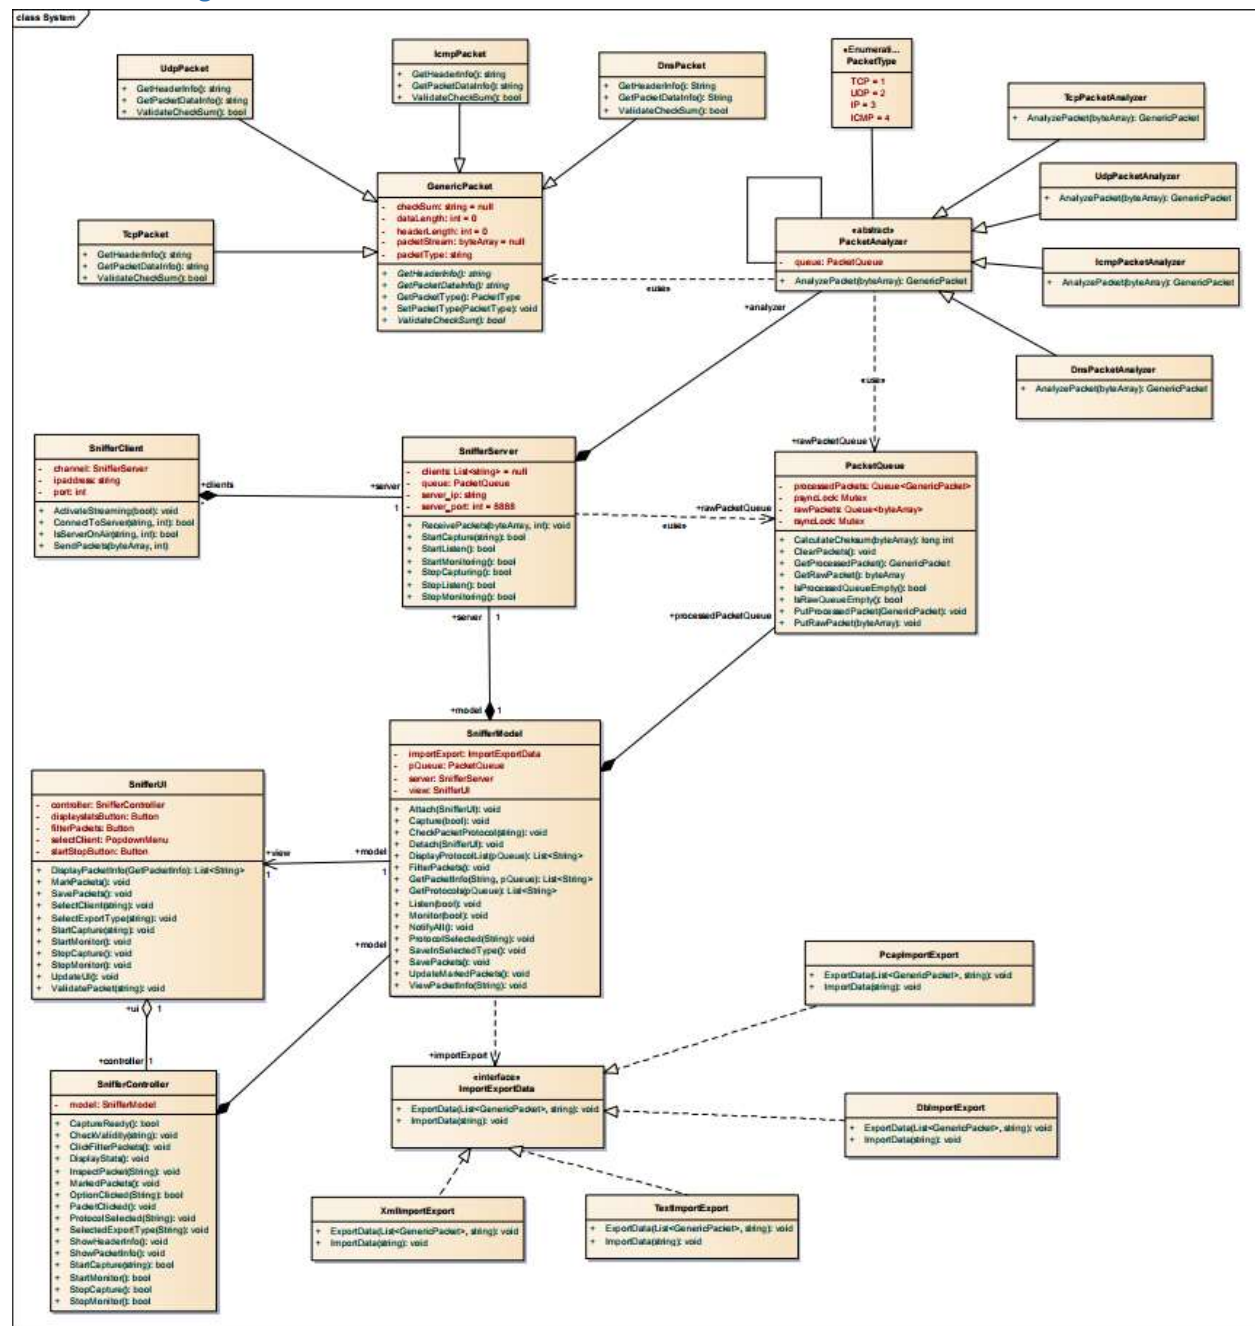 class System
UdpPacket
+ GetHeaderInfo(): string
+ GetPacketDataInfo(): string
+ ValidateCheckSum(): bool
IcmpPacket
+ GetHeaderInfo(): string
+ GetPacketDataInfo(): string
+ ValidateCheckSum(): bool
DnsPacket
+ GetHeaderInfo(): String
+ GetPacketDataInfo(): String
+ ValidateCheckSum(): bool
«Enumerati...
PacketType
TCP = 1
UDP = 2
IP = 3
ICMP = 4
TcpPacketAnalyzer
+ AnalyzePacket(byteArray): GenericPacket
UdpPacketAnalyzer
+ AnalyzePacket(byteArray): GenericPacket
IcmpPacketAnalyzer
+ AnalyzePacket(byteArray): GenericPacket
DnsPacketAnalyzer
+ AnalyzePacket(byteArray): GenericPacket
GenericPacket
- checkSum: string = null
- dataLength: int = 0
- headerLength: int = 0
- packetStream: byteArray = null
- packetType: string
+ GetHeaderInfo(): string
+ GetPacketDataInfo(): string
+ GetPacketType(): PacketType
+ SetPacketType(PacketType): void
+ ValidateCheckSum(): bool
TcpPacket
+ GetHeaderInfo(): string
+ GetPacketDataInfo(): string
+ ValidateCheckSum(): bool
«abstract»
PacketAnalyzer
- queue: PacketQueue
+ AnalyzePacket(byteArray): GenericPacket
«use»
+analyzer
«use»
+rawPacketQueue
SnifferClient
- channel: SnifferServer
- ipaddress: string
- port: int
+ ActivateStreaming(bool): void
+ ConnectToServer(string, int): bool
+ IsServerOnAir(string, int): bool
+ SendPackets(byteArray, int)
+clients
+server
1
SnifferServer
- clients: List<string> = null
- queue: PacketQueue
- server_ip: string
- server_port: int = 5888
+ ReceivePackets(byteArray, int): void
+ StartCapture(string): bool
+ StartListen(): bool
+ StartMonitoring(): bool
+ StopCapturing(): bool
+ StopListen(): bool
+ StopMonitoring(): bool
+rawPacketQueue
«use»
PacketQueue
- processedPackets: Queue<GenericPacket>
- psyncLock: Mutex
- rawPackets: Queue<byteArray>
- rsyncLock: Mutex
+ CalculateCheksum(byteArray): long int
+ ClearPackets(): void
+ GetProcessedPacket(): GenericPacket
+ GetRawPacket(): byteArray
+ IsProcessedQueueEmpty(): bool
+ IsRawQueueEmpty(): bool
+ PutProcessedPacket(GenericPacket): void
+ PutRawPacket(byteArray): void
+server 1
+processedPacketQueue
+model 1
SnifferModel
- importExport: ImportExportData
- pQueue: PacketQueue
- server: SnifferServer
- view: SnifferUI
+ Attach(SnifferUI): void
+ Capture(bool): void
+ CheckPacketProtocol(string): void
+ Detach(SnifferUI): void
+ DisplayProtocolList(pQueue): List<String>
+ FilterPackets(): void
+ GetPacketInfo(String, pQueue): List<String>
+ GetProtocols(pQueue): List<String>
+ Listen(bool): void
+ Monitor(bool): void
+ NotifyAll(): void
+ ProtocolSelected(String): void
+ SaveInSelectedType(): void
+ SavePackets(): void
+ UpdateMarkedPackets(): void
+ ViewPacketInfo(String): void
SnifferUI
- controller: SnifferController
- displaystatsButton: Button
- filterPackets: Button
- selectClient: PopdownMenu
- startStopButton: Button
+ DisplayPacketInfo(GetPacketInfo): List<String>
+ MarkPackets(): void
+ SavePackets(): void
+ SelectClient(string): void
+ SelectExportType(string): void
+ StartCapture(string): void
+ StartMonitor(): void
+ StopCapture(): void
+ StopMonitor(): void
+ UpdateUI(): void
+ ValidatePacket(string): void
+view
1
+model
1
+model
+ui 1
+controller 1
SnifferController
- model: SnifferModel
+ CaptureReady(): bool
+ CheckValidity(string): void
+ ClickFilterPackets(): void
+ DisplayStats(): void
+ InspectPacket(String): void
+ MarkedPackets(): void
+ OptionClicked(String): bool
+ PacketClicked(): void
+ ProtocolSelected(String): void
+ SelectedExportType(String): void
+ ShowHeaderInfo(): void
+ ShowPacketInfo(): void
+ StartCapture(string): bool
+ StartMonitor(): bool
+ StopCapture(): bool
+ StopMonitor(): bool
+importExport
«interface»
ImportExportData
+ ExportData(List<GenericPacket>, string): void
+ ImportData(string): void
PcapImportExport
+ ExportData(List<GenericPacket>, string): void
+ ImportData(string): void
DbImportExport
+ ExportData(List<GenericPacket>, string): void
+ ImportData(string): void
XmlImportExport
+ ExportData(List<GenericPacket>, string): void
+ ImportData(string): void
TextImportExport
+ ExportData(List<GenericPacket>, string): void
+ ImportData(string): void